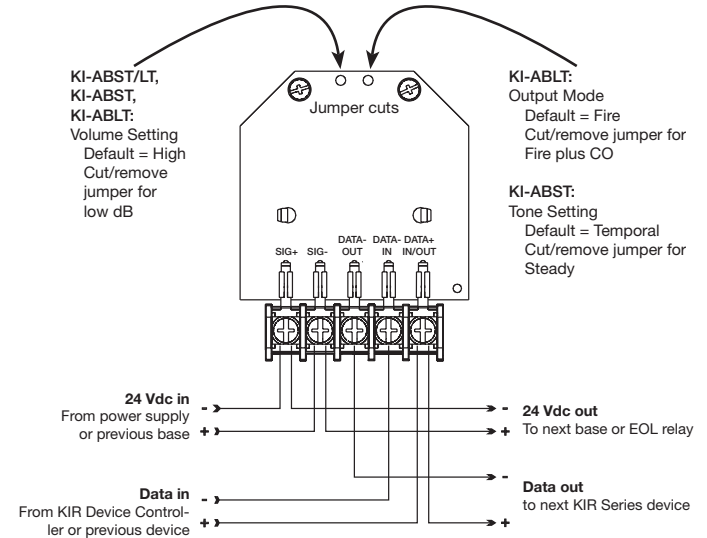 KI-ABST/LT,
KI-ABST,
KI-ABLT:
Volume Setting
Default = High
Cut/remove
jumper for
low dB
Jumper cuts
KI-ABLT:
Output Mode
Default = Fire
Cut/remove jumper for
Fire plus CO
KI-ABST:
Tone Setting
Default = Temporal
Cut/remove jumper for
Steady
SIG+ SIG- DATA- OUT DATA- IN DATA+ IN/OUT
24 Vdc in
From power supply
or previous base
- +
24 Vdc out
To next base or EOL relay
- +
Data in
From KIR Device Control-
ler or previous device
- +
Data out
to next KIR Series device
- +